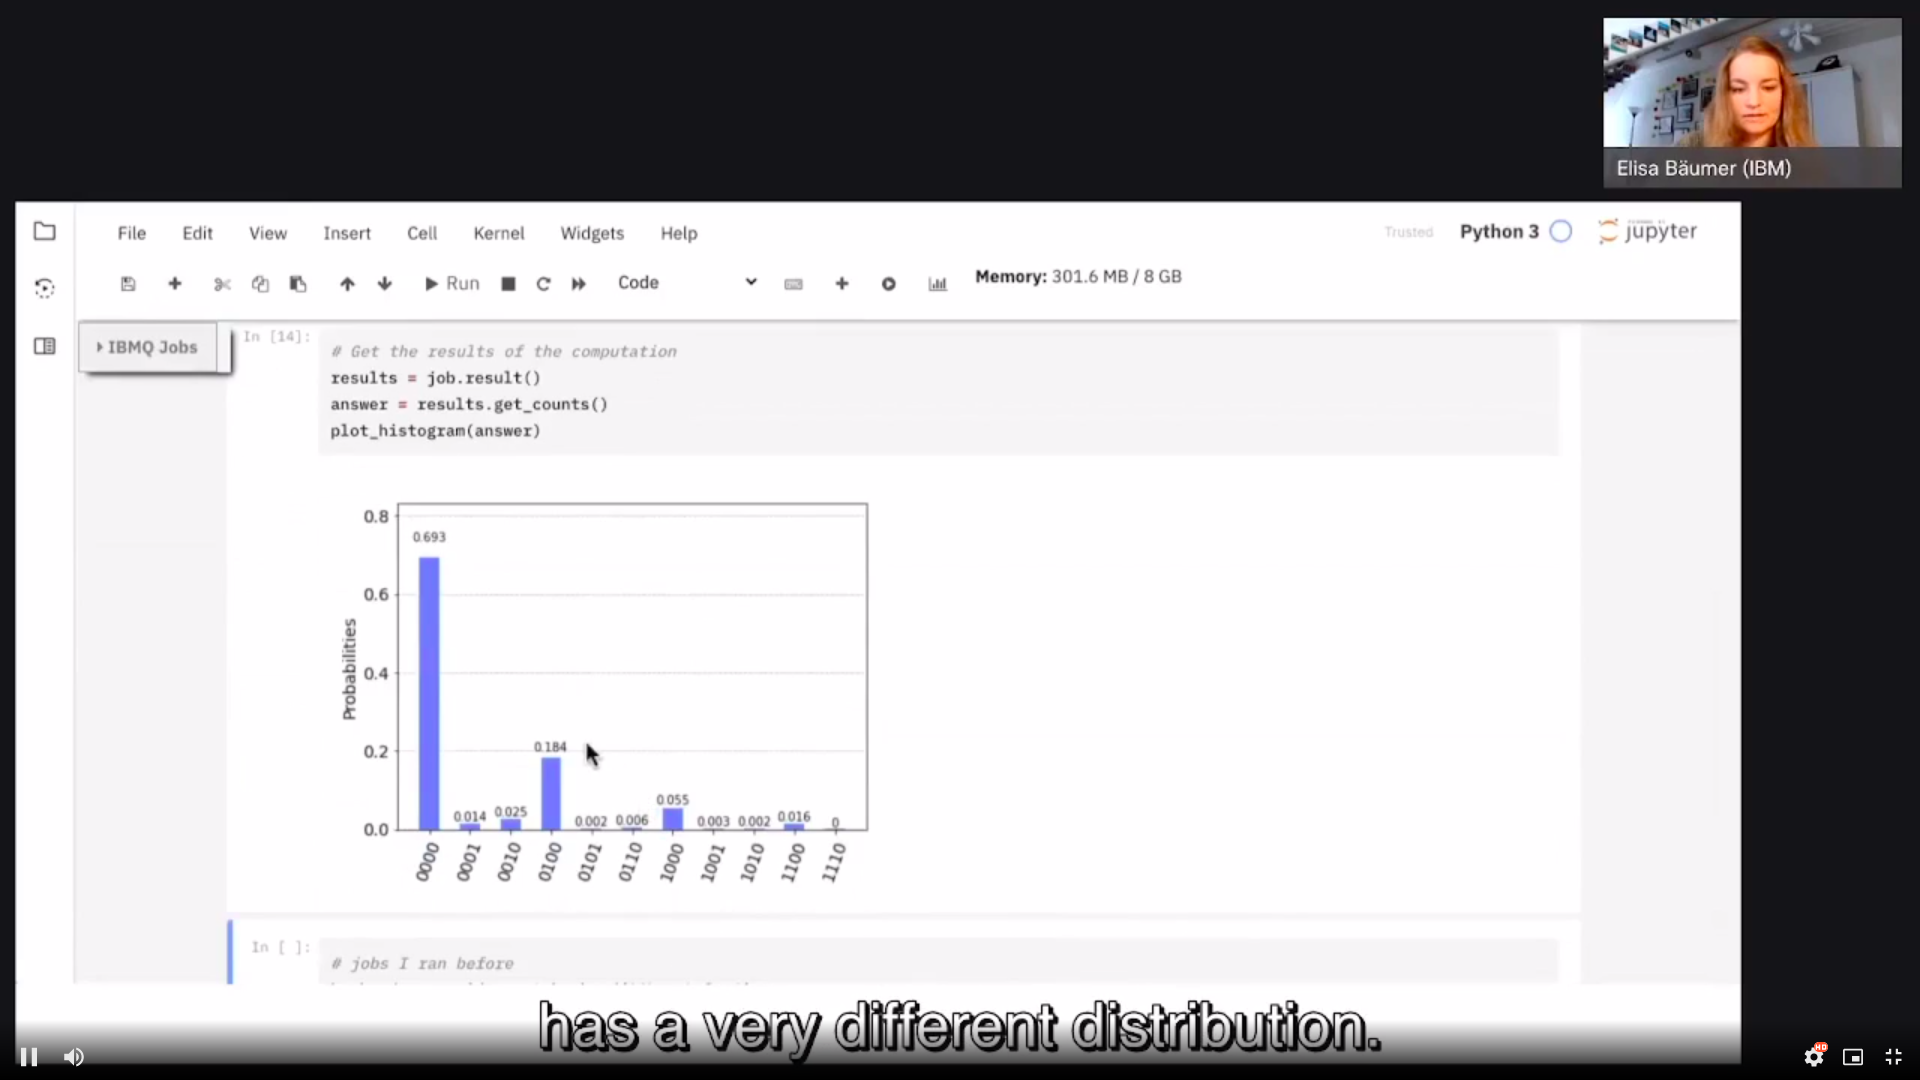 Elisa Bäumer (IBM)
File Edit View Insert Cell Kernel Widgets Help
Trusted Python 3 jupyter
Run Code Memory: 301.6 MB / 8 GB
IBMQ Jobs
In [14]:
# Get the results of the computation
results = job.result()
answer = results.get_counts()
plot_histogram(answer)
Probabilities
0.8
0.6
0.4
0.2
0.0
0.693
0.014
0.025
0.184
0.002
0.006
0.055
0.003
0.002
0.016
0
0000
0001
0010
0100
0101
0110
1000
1001
1010
1100
1110
In [ ]:
# jobs I ran before
has a very different distribution.
HD